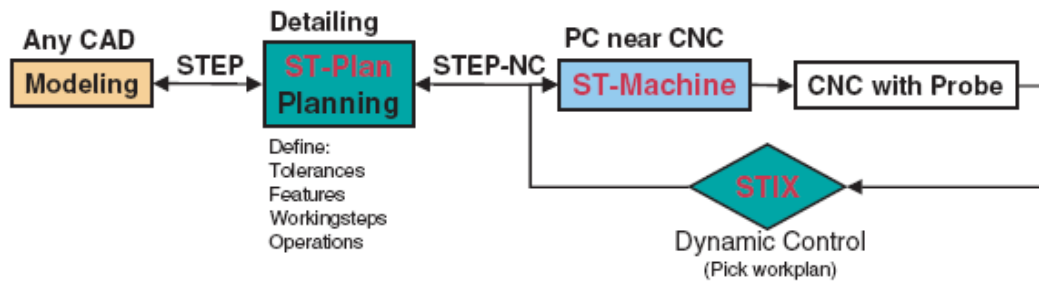 Any CAD
Modeling
STEP
Detailing
ST-Plan
Planning
Define:
Tolerances
Features
Workingsteps
Operations
STEP-NC
PC near CNC
ST-Machine
CNC with Probe
STIX
Dynamic Control
(Pick workplan)